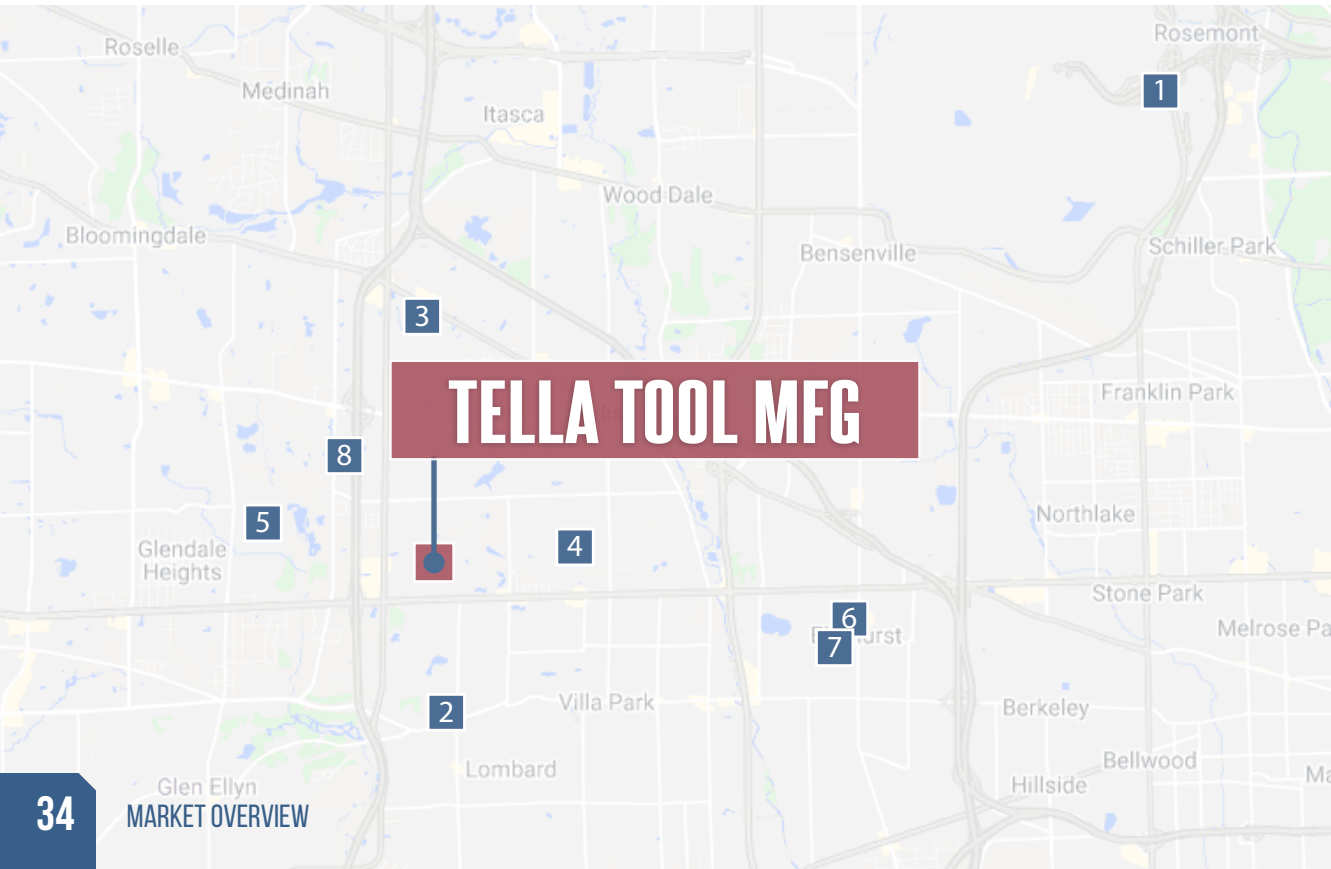 Rosemont
Roselle
1
Medinah
Itasca
Wood Dale
Bloomingdale
Schiller Park
Bensenville
3
TELLA TOOL MFG
Franklin Park
8
Northlake
5
4
Glendale
Heights
Stone Park
6
Melrose Pa
7
urst
Villa Park
2
Berkeley
Bellwood
Lombard
Ma
Hillside
Glen Ellyn
34
MARKET OVERVIEW